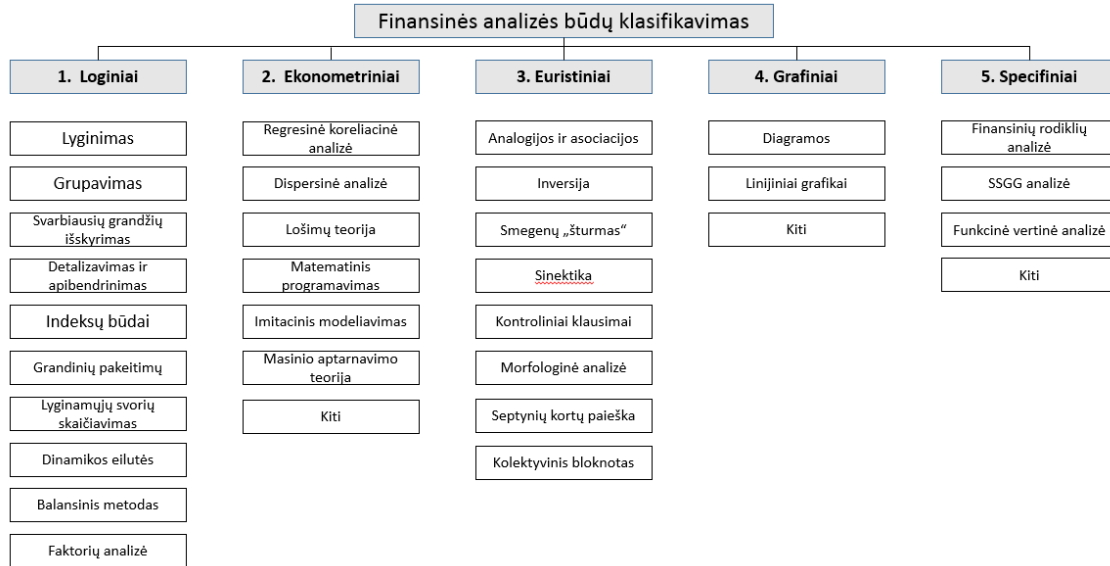 Finansinės analizės būdų klasifikavimas
1. Loginiai
2. Ekonometriniai
3. Euristiniai
4. Grafiniai
5. Specifiniai
Lyginimas
Grupavimas
Svarbiausių grandžių
išskyrimas
Detalizavimas ir
apibendrinimas
Indeksų būdai
Grandinių pakeitimų
Lyginamųjų svorių
skaičiavimas
Dinamikos eilutės
Balansinis metodas
Faktorių analizė
Regresinė koreliacinė
analizė
Dispersinė analizė
Lošimų teorija
Matematinis
programavimas
Imitacinis modeliavimas
Masinio aptarnavimo
teorija
Kiti
Analogijos ir asociacijos
Inversija
Smegenų „šturmas“
Sinektika
Kontroliniai klausimai
Morfologinė analizė
Septynių kortų paieška
Kolektyvinis bloknotas
Diagramos
Linijiniai grafikai
Kiti
Finansinių rodiklių
analizė
SSGG analizė
Funkcinė vertinė analizė
Kiti